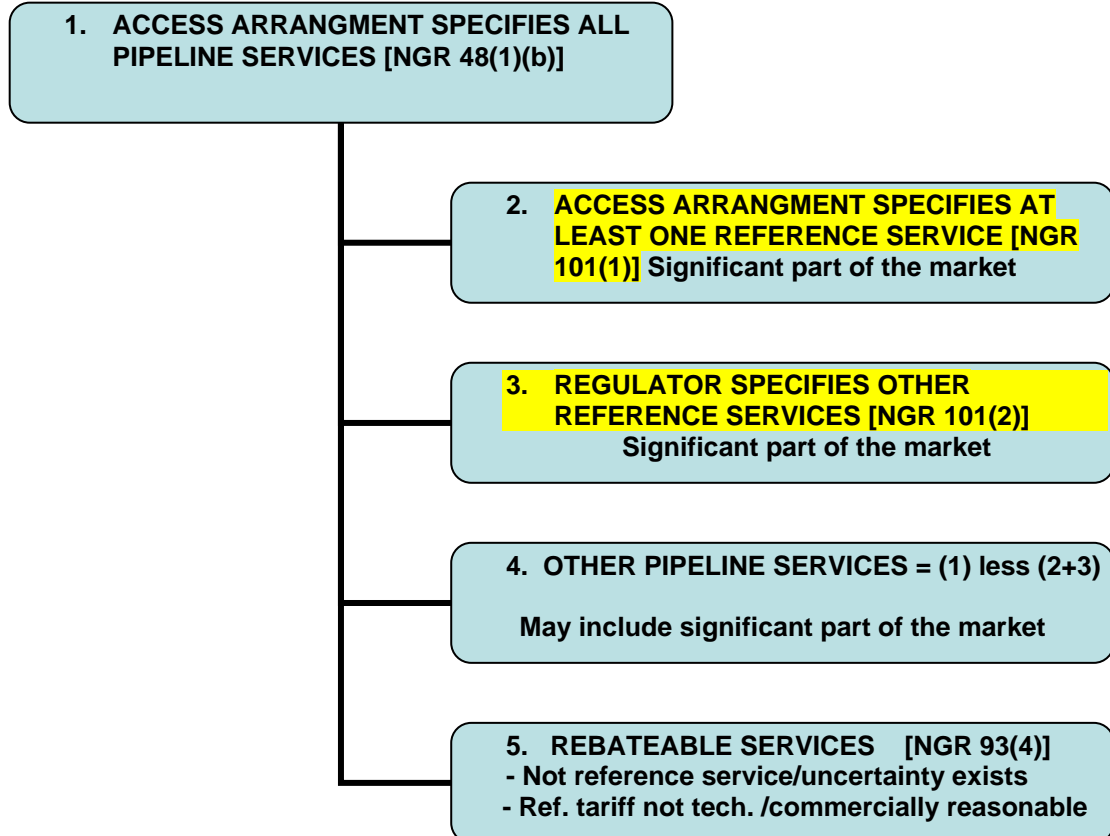 1. ACCESS ARRANGMENT SPECIFIES ALL
PIPELINE SERVICES [NGR 48(1)(b)]
2. ACCESS ARRANGMENT SPECIFIES AT
LEAST ONE REFERENCE SERVICE [NGR
101(1)] Significant part of the market
3. REGULATOR SPECIFIES OTHER
REFERENCE SERVICES [NGR 101(2)]
Significant part of the market
4. OTHER PIPELINE SERVICES = (1) less (2+3)
May include significant part of the market
5. REBATEABLE SERVICES [NGR 93(4)]
- Not reference service/uncertainty exists
- Ref. tariff not tech. /commercially reasonable